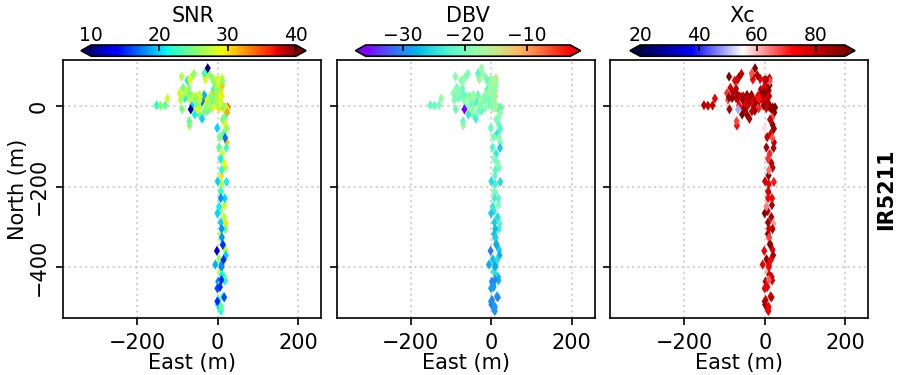 SNR DBV Xc
10 20 30 40 −30 −20 −10 20 40 60 80
0
−200
−400
North (m)
IR5211
−200 0 200 −200 0 200 −200 0 200
East (m) East (m) East (m)